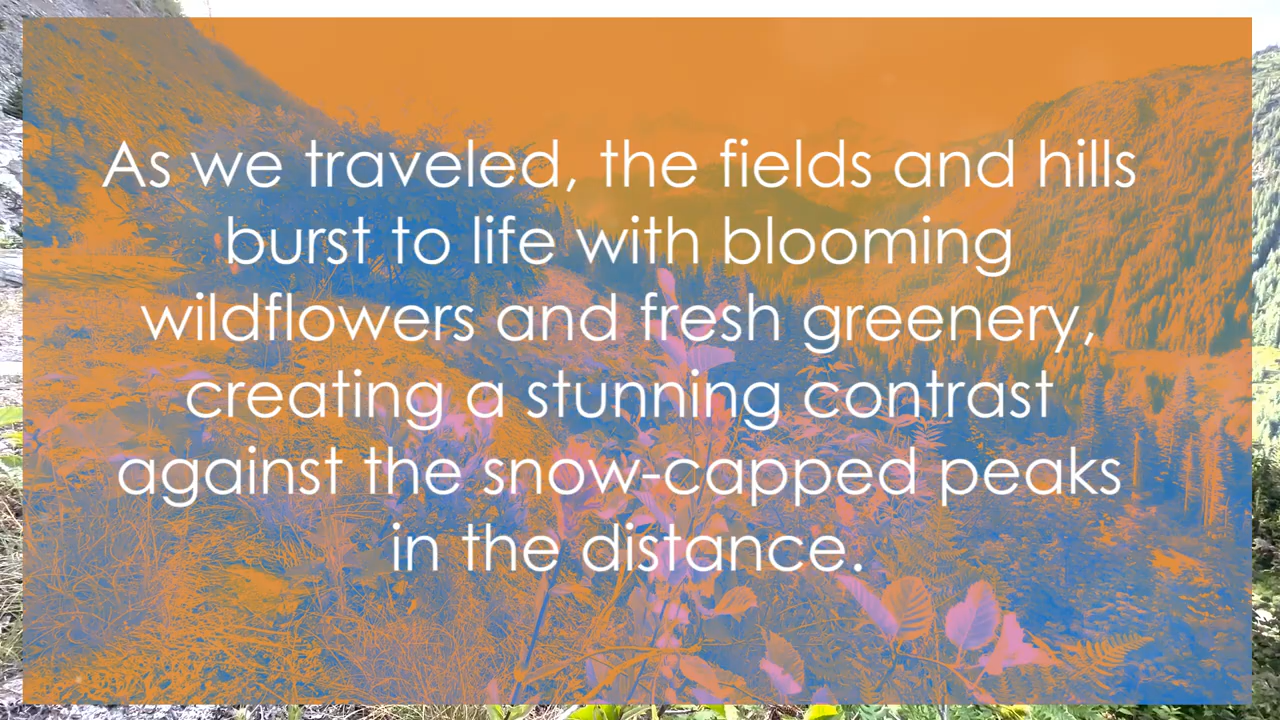 As we traveled, the fields and hills
burst to life with blooming
wildflowers and fresh greenery,
creating a stunning contrast
against the snow-capped peaks
in the distance.